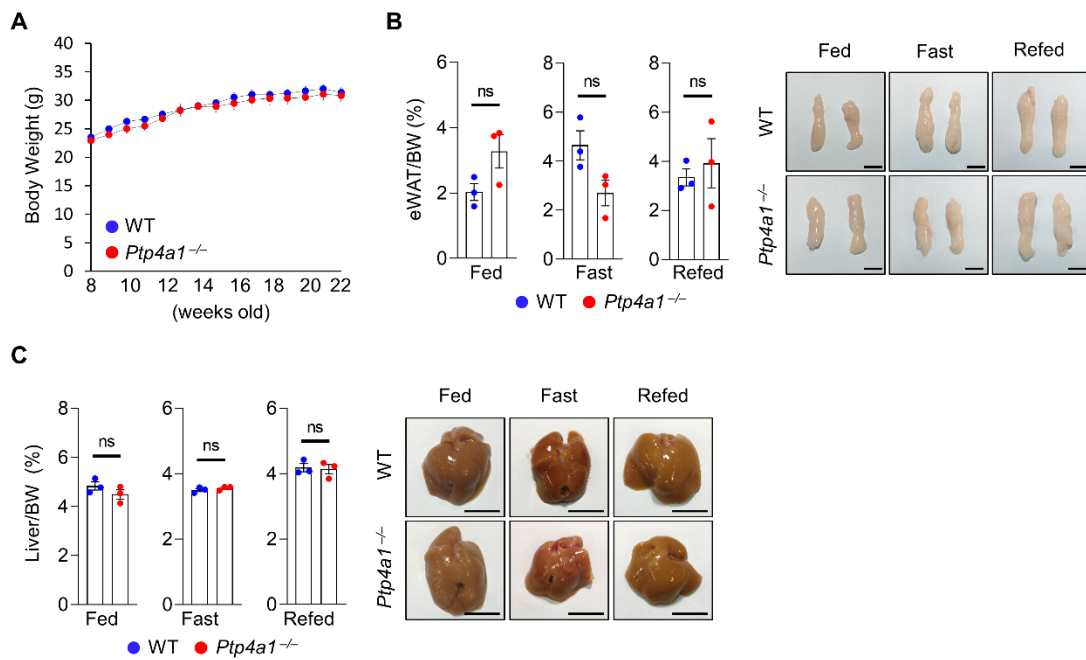 A
Body Weight (g)
40
35
30
25
20
15
10
5
0
WT
Ptp4a1⁻/⁻
8 10 12 14 16 18 20 22
(weeks old)
B
eWAT/BW (%)
6
4
2
0
ns
Fed
8
6
4
2
0
ns
Fast
8
6
4
2
0
ns
Refed
WT Ptp4a1⁻/⁻
Fed Fast Refed
WT
Ptp4a1⁻/⁻
C
Liver/BW (%)
8
6
4
2
0
ns
Fed
6
4
2
0
ns
Fast
6
4
2
0
ns
Refed
WT Ptp4a1⁻/⁻
Fed Fast Refed
WT
Ptp4a1⁻/⁻